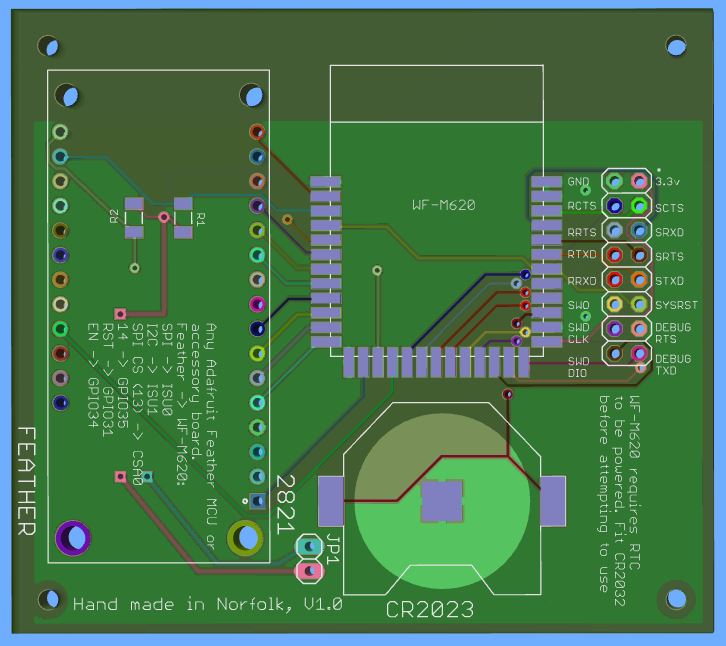 WF-M620
GND
3.3v
RCTS
SCTS
RRTS
SRXD
RTXD
SRTS
RRXD
STXD
SWO
SYSRST
SWD
CLK
DEBUG
RTS
SWD
DIO
DEBUG
TXD
R2
R1
Any Adafruit Feather MCU or
accessory board.
Feather -> WF-M620:
SPI -> ISU0
I2C -> ISU1
SPI CS (13) -> CSA0
14 -> GPIO35
RST -> GPIO31
EN -> GPIO34
FEATHER
2821
JP1
WF-M620 requires RTC
to be powered. Fit CR2032
before attempting to use
Hand made in Norfolk, V1.0
CR2023